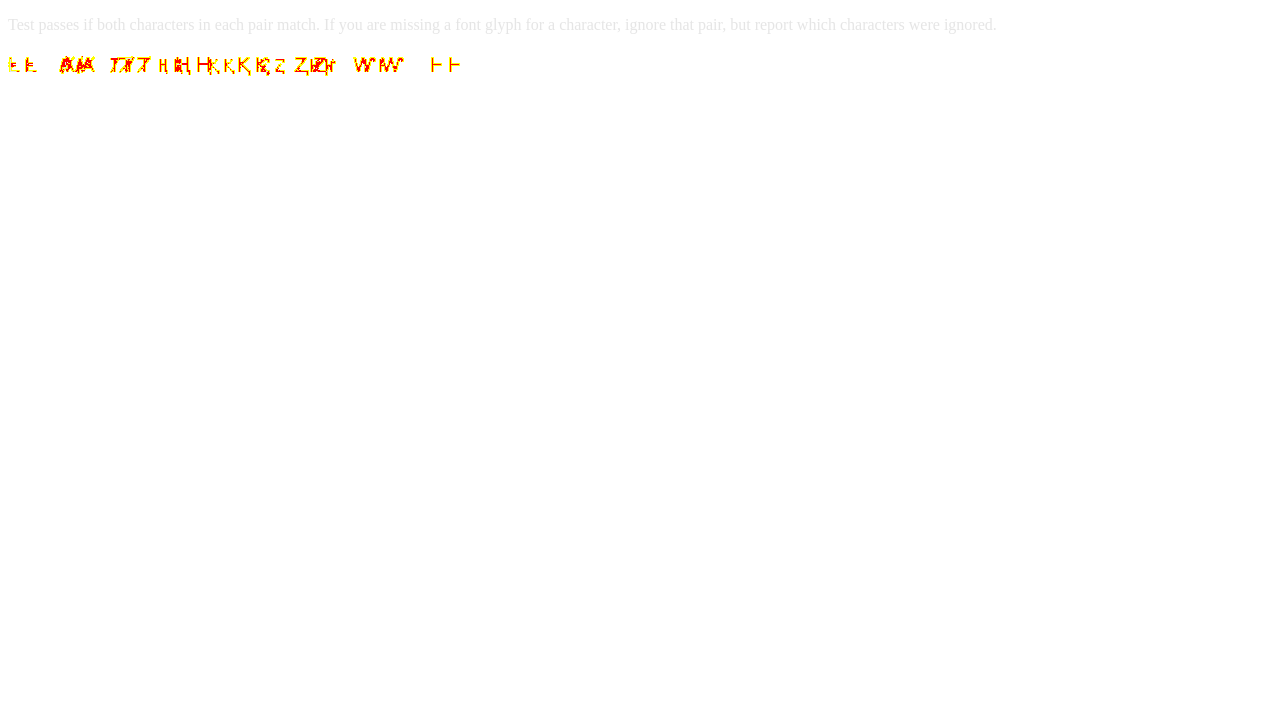 Test passes if both characters in each pair match. If you are missing a font glyph for a character, ignore that pair, but report which characters were ignored.